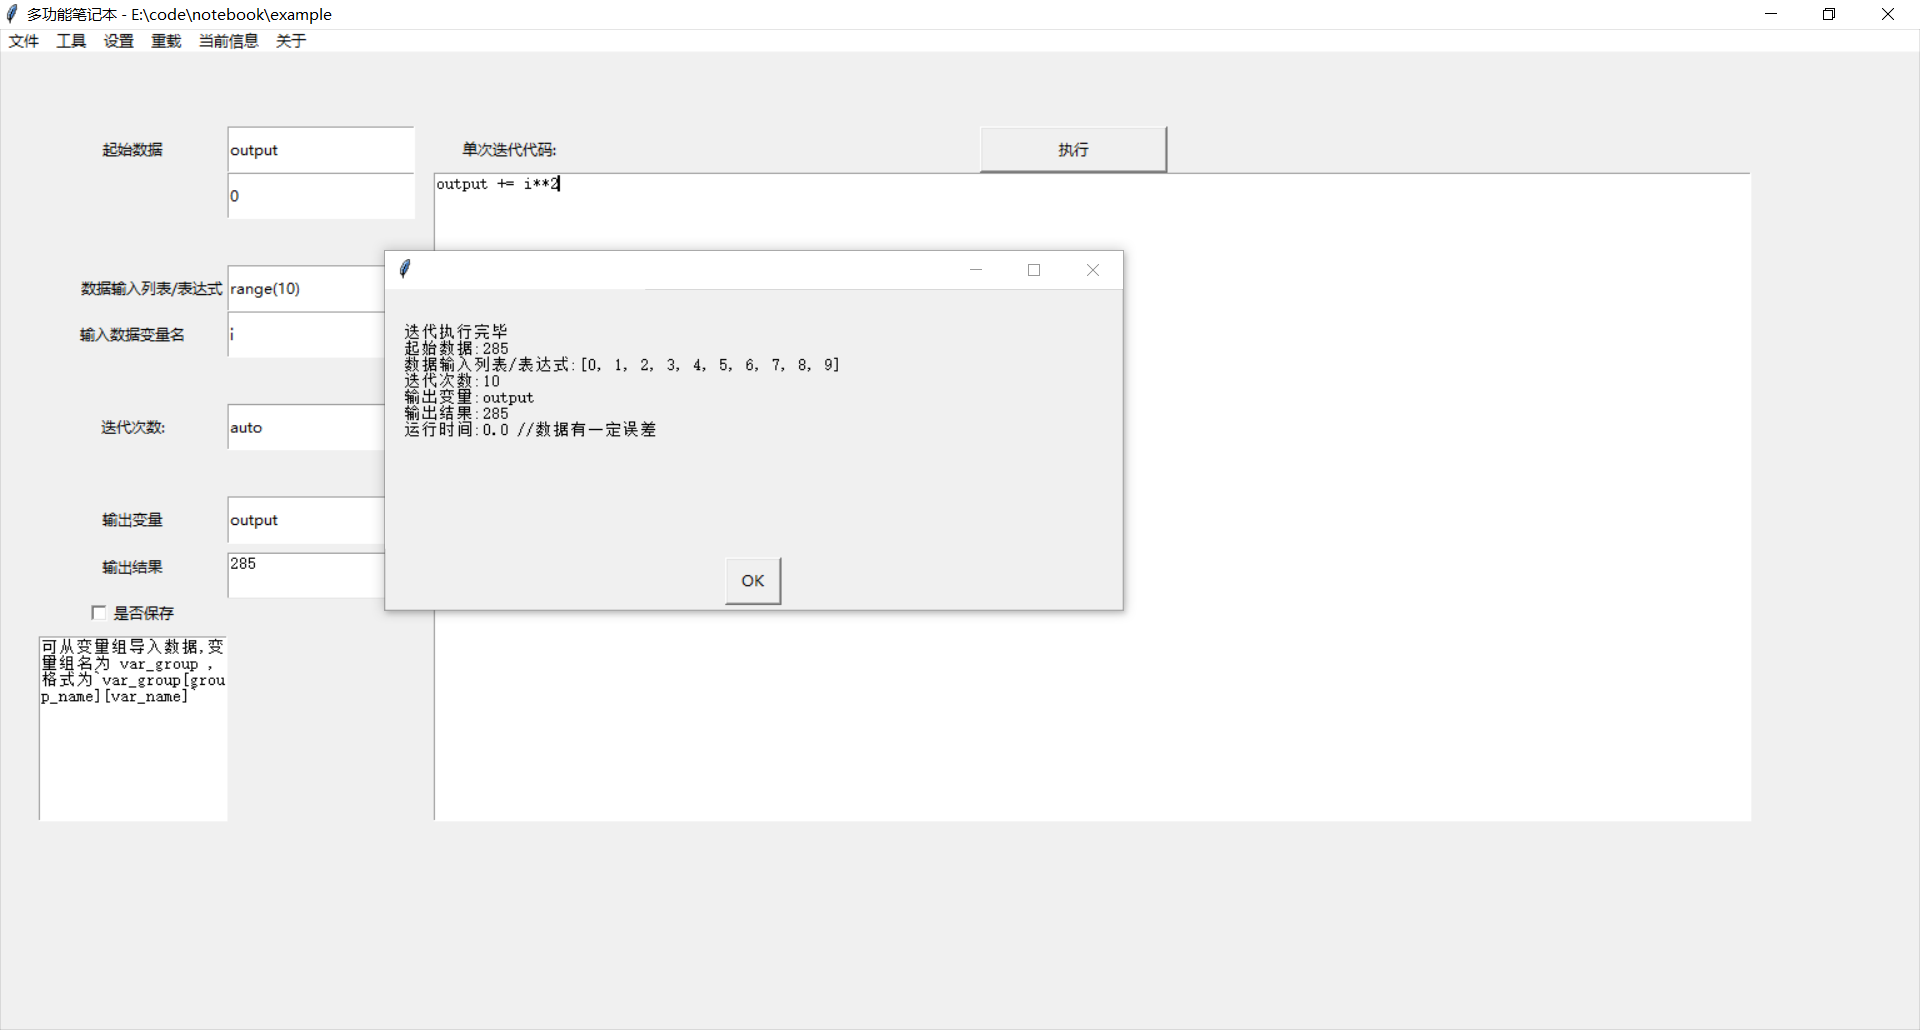 多功能笔记本 - E:\code\notebook\example
文件 工具 设置 重载 当前信息 关于
起始数据
output
0
单次迭代代码:
执行
output += i**2
数据输入列表/表达式
range(10)
输入数据变量名
i
迭代次数:
auto
输出变量
output
输出结果
285
是否保存
可从变量组导入数据,变
量组名为 var_group ,
格式为`var_group[grou
p_name][var_name]`
迭代执行完毕
起始数据:285
数据输入列表/表达式:[0, 1, 2, 3, 4, 5, 6, 7, 8, 9]
迭代次数:10
输出变量:output
输出结果:285
运行时间:0.0 //数据有一定误差
OK